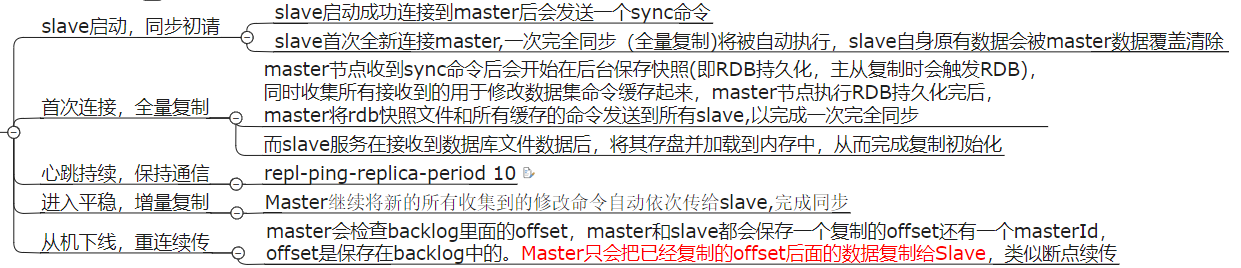 slave启动，同步初请
slave启动成功连接到master后会发送一个sync命令
slave首次全新连接master,一次完全同步（全量复制)将被自动执行，slave自身原有数据会被master数据覆盖清除
首次连接，全量复制
master节点收到sync命令后会开始在后台保存快照(即RDB持久化，主从复制时会触发RDB)，
同时收集所有接收到的用于修改数据集命令缓存起来，master节点执行RDB持久化完后，
master将rdb快照文件和所有缓存的命令发送到所有slave,以完成一次完全同步
而slave服务在接收到数据库文件数据后，将其存盘并加载到内存中，从而完成复制初始化
心跳持续，保持通信
repl-ping-replica-period 10
进入平稳，增量复制
Master继续将新的所有收集到的修改命令自动依次传给slave,完成同步
从机下线，重连续传
master会检查backlog里面的offset，master和slave都会保存一个复制的offset还有一个masterId，
offset是保存在backlog中的。Master只会把已经复制的offset后面的数据复制给Slave，类似断点续传